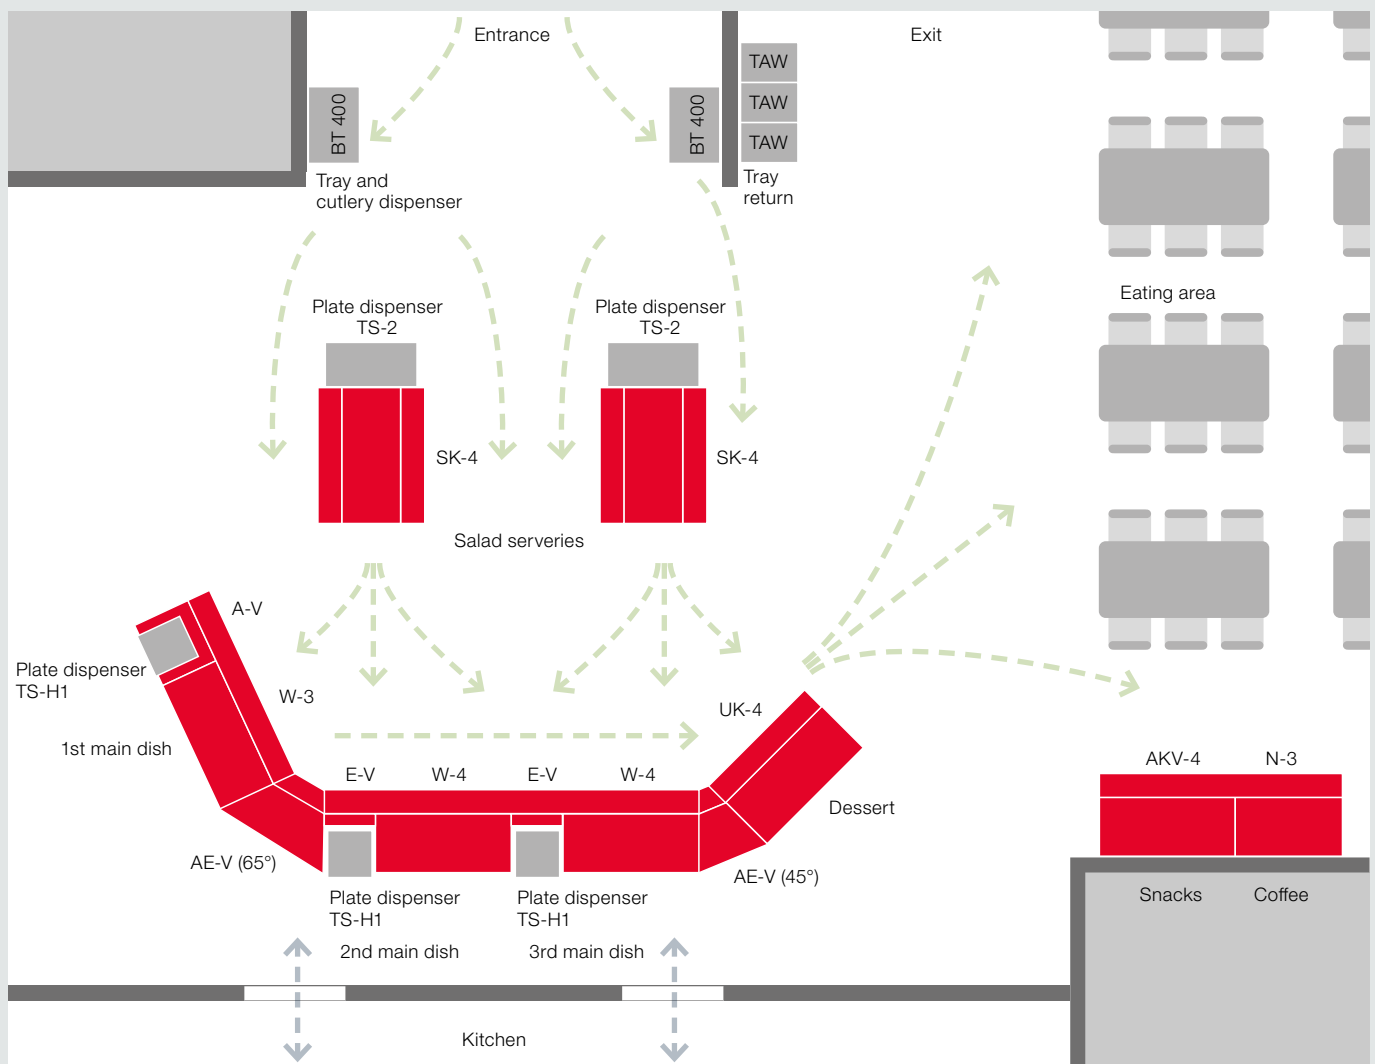 Entrance
Exit
TAW
TAW
TAW
BT 400
BT 400
Tray and
cutlery dispenser
Tray
return
Plate dispenser
TS-2
Plate dispenser
TS-2
Eating area
SK-4
SK-4
Salad serveries
A-V
Plate dispenser
TS-H1
W-3
UK-4
1st main dish
E-V
W-4
E-V
W-4
AKV-4
N-3
Dessert
AE-V (65°)
AE-V (45°)
Plate dispenser
TS-H1
Plate dispenser
TS-H1
Snacks
Coffee
2nd main dish
3rd main dish
Kitchen